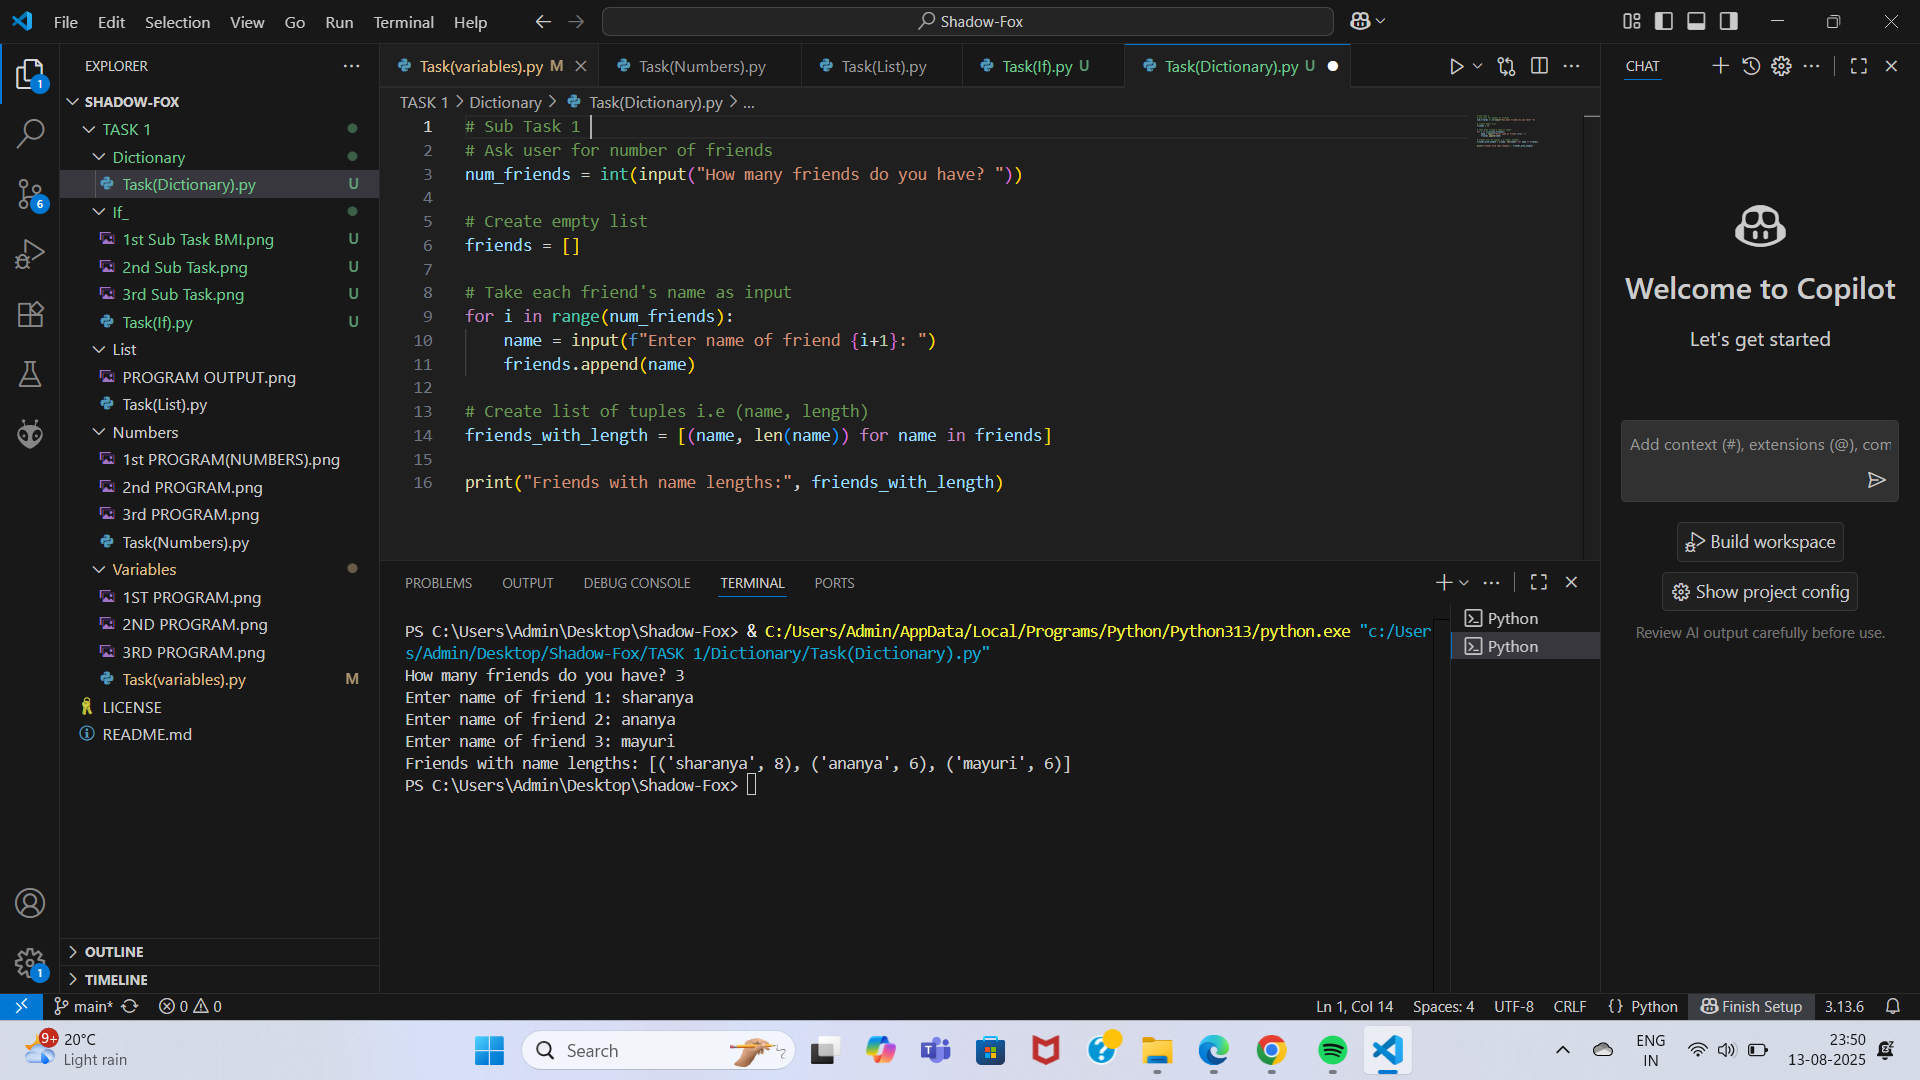 File Edit Selection View Go Run Terminal Help
Shadow-Fox
EXPLORER
SHADOW-FOX
TASK 1
Dictionary
Task(Dictionary).py U
If_
1st Sub Task BMI.png U
2nd Sub Task.png U
3rd Sub Task.png U
Task(If).py U
List
PROGRAM OUTPUT.png
Task(List).py
Numbers
1st PROGRAM(NUMBERS).png
2nd PROGRAM.png
3rd PROGRAM.png
Task(Numbers).py
Variables
1ST PROGRAM.png
2ND PROGRAM.png
3RD PROGRAM.png
Task(variables).py M
LICENSE
README.md
OUTLINE
TIMELINE
1
6
1
Task(variables).py M Task(Numbers).py Task(List).py Task(If).py U Task(Dictionary).py U
TASK 1 > Dictionary > Task(Dictionary).py > ...
1 # Sub Task 1
2 # Ask user for number of friends
3 num_friends = int(input("How many friends do you have? "))
4
5 # Create empty list
6 friends = []
7
8 # Take each friend's name as input
9 for i in range(num_friends):
10 name = input(f"Enter name of friend {i+1}: ")
11 friends.append(name)
12
13 # Create list of tuples i.e (name, length)
14 friends_with_length = [(name, len(name)) for name in friends]
15
16 print("Friends with name lengths:", friends_with_length)
PROBLEMS OUTPUT DEBUG CONSOLE TERMINAL PORTS
PS C:\Users\Admin\Desktop\Shadow-Fox> & C:/Users/Admin/AppData/Local/Programs/Python/Python313/python.exe "c:/User
s/Admin/Desktop/Shadow-Fox/TASK 1/Dictionary/Task(Dictionary).py"
How many friends do you have? 3
Enter name of friend 1: sharanya
Enter name of friend 2: ananya
Enter name of friend 3: mayuri
Friends with name lengths: [('sharanya', 8), ('ananya', 6), ('mayuri', 6)]
PS C:\Users\Admin\Desktop\Shadow-Fox>
Python
Python
CHAT
Welcome to Copilot
Let's get started
Add context (#), extensions (@), com
Build workspace
Show project config
Review AI output carefully before use.
main* 0 0
Ln 1, Col 14 Spaces: 4 UTF-8 CRLF {} Python Finish Setup 3.13.6
9+ 20°C
Light rain
Search
ENG
IN
23:50
13-08-2025